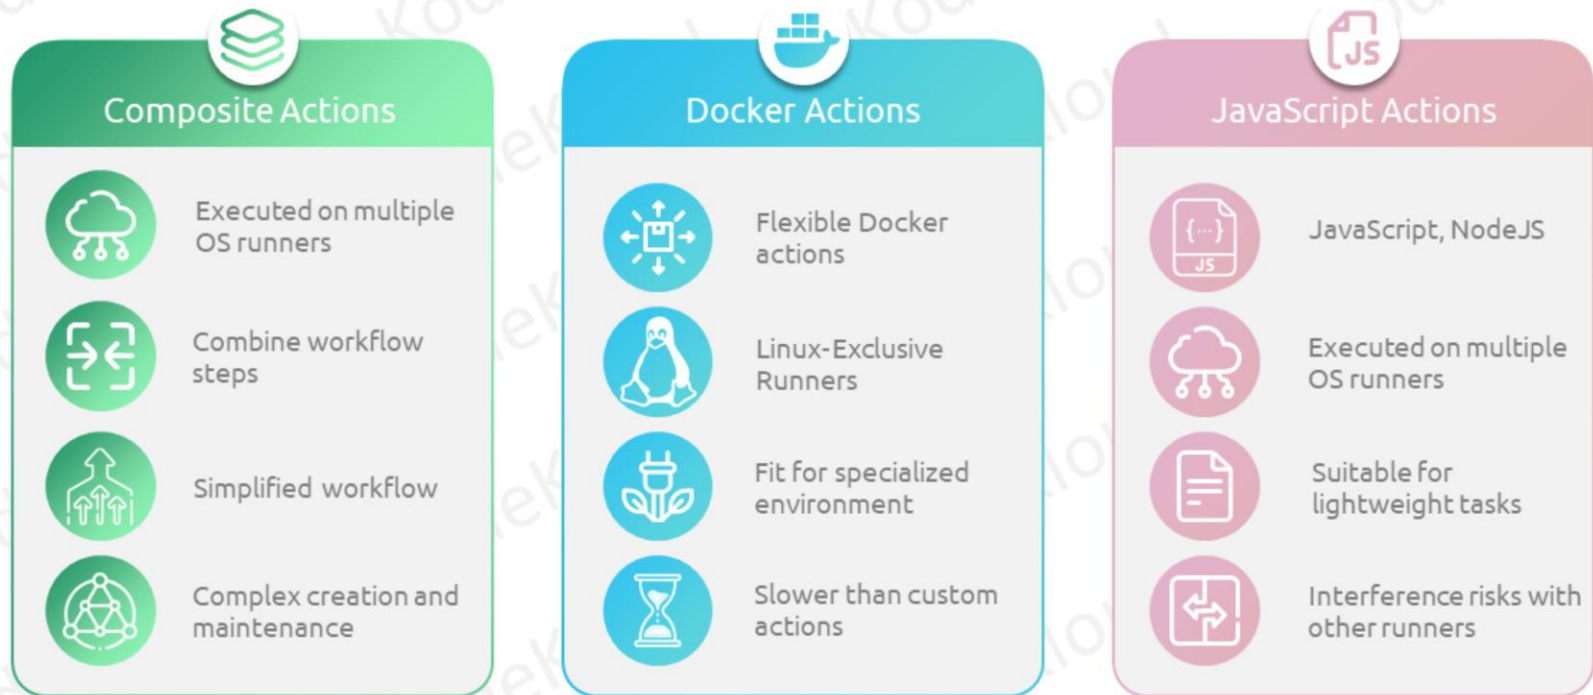 Composite Actions
Executed on multiple
OS runners
Combine workflow
steps
Simplified workflow
Complex creation and
maintenance
Docker Actions
Flexible Docker
actions
Linux-Exclusive
Runners
Fit for specialized
environment
Slower than custom
actions
JS
JavaScript Actions
{...}
JS
JavaScript, NodeJS
Executed on multiple
OS runners
Suitable for
lightweight tasks
Interference risks with
other runners